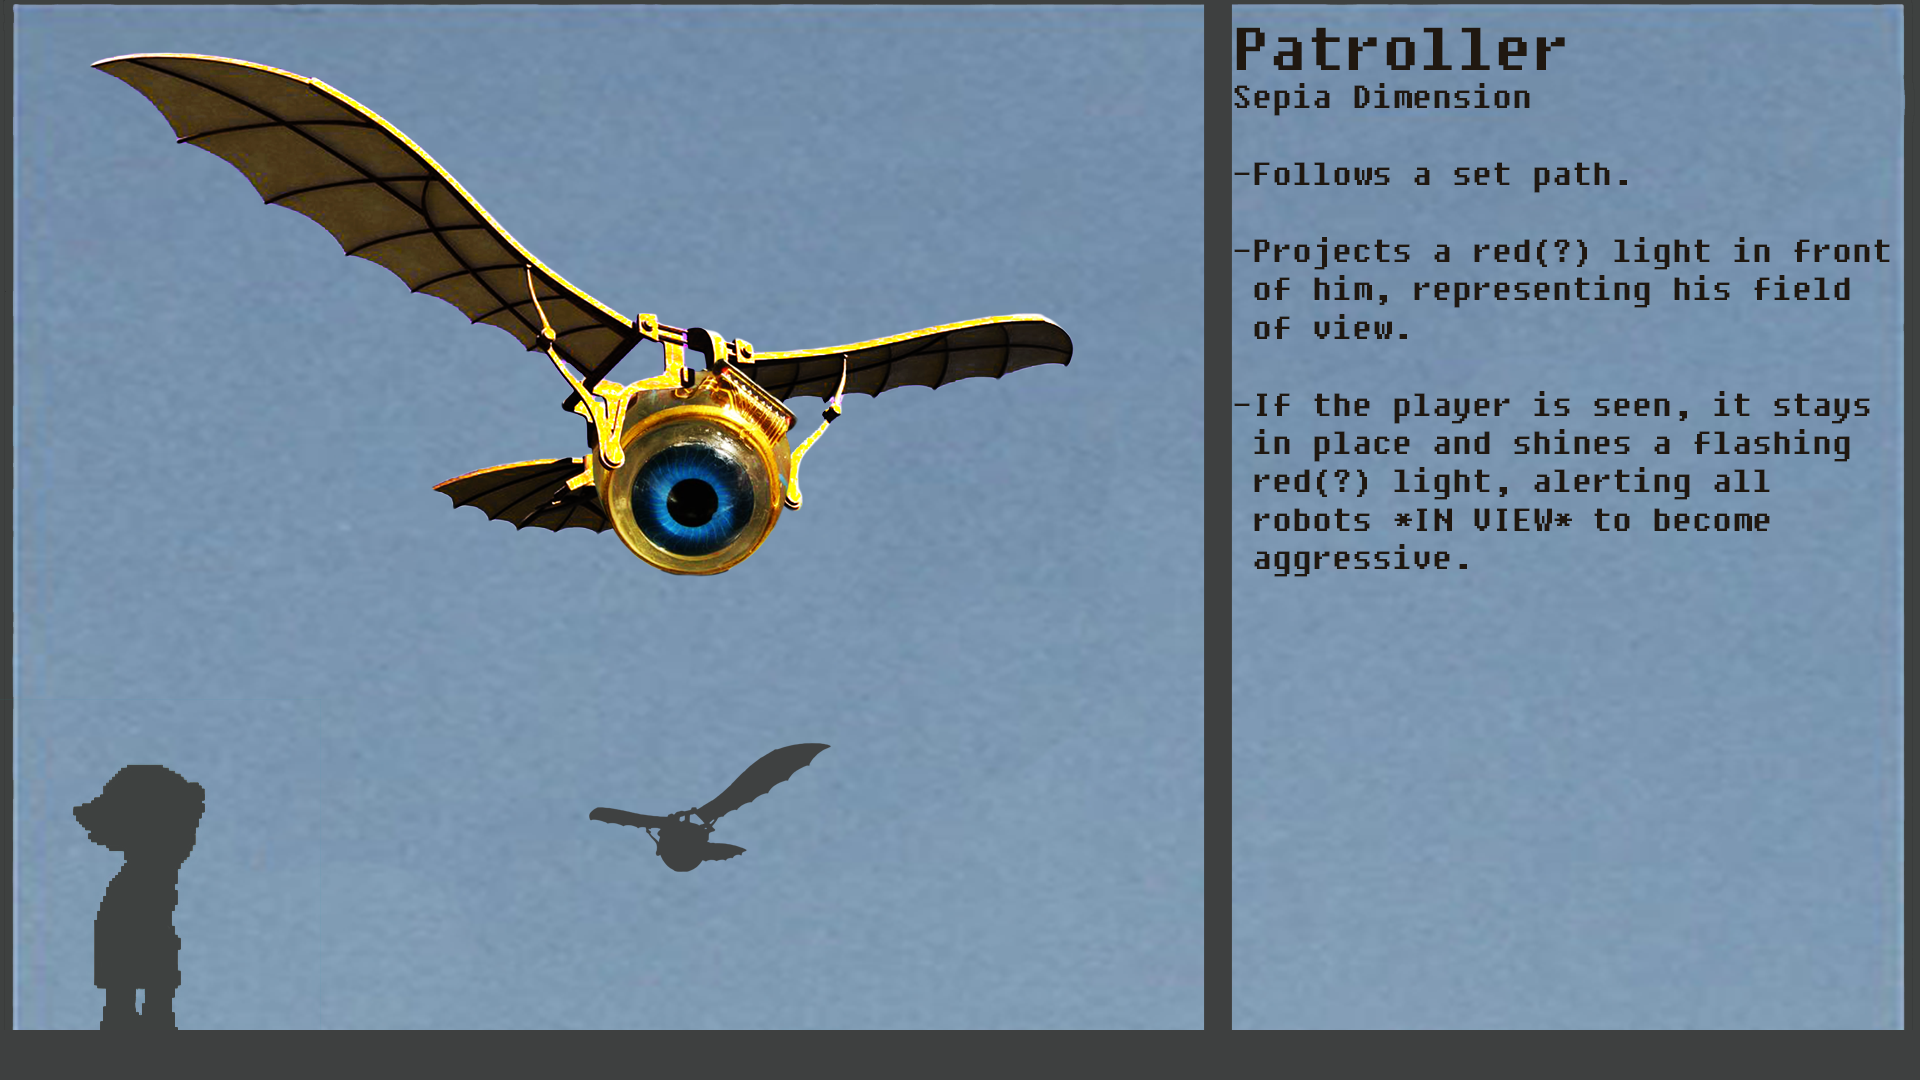 Patroller
Sepia Dimension
-Follows a set path.
-Projects a red(?) light in front
of him, representing his field
of view.
-If the player is seen, it stays
in place and shines a flashing
red(?) light, alerting all
robots *IN VIEW* to become
aggressive.